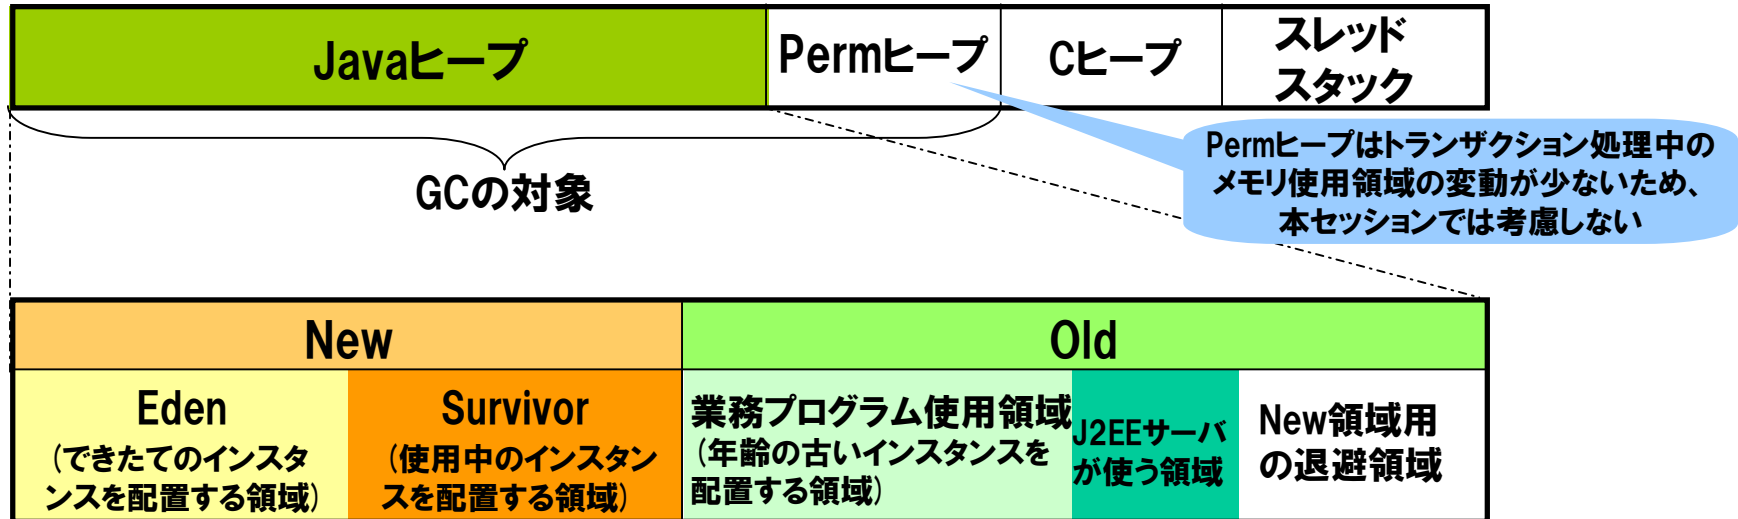 Javaヒープ
Permヒープ
Cヒープ
スレッド
スタック
GCの対象
Permヒープはトランザクション処理中の
メモリ使用領域の変動が少ないため、
本セッションでは考慮しない
New
Old
Eden
(できたてのインスタ
ンスを配置する領域)
Survivor
(使用中のインスタン
スを配置する領域)
業務プログラム使用領域
(年齢の古いインスタンスを
配置する領域)
J2EEサーバ
が使う領域
New領域用
の退避領域